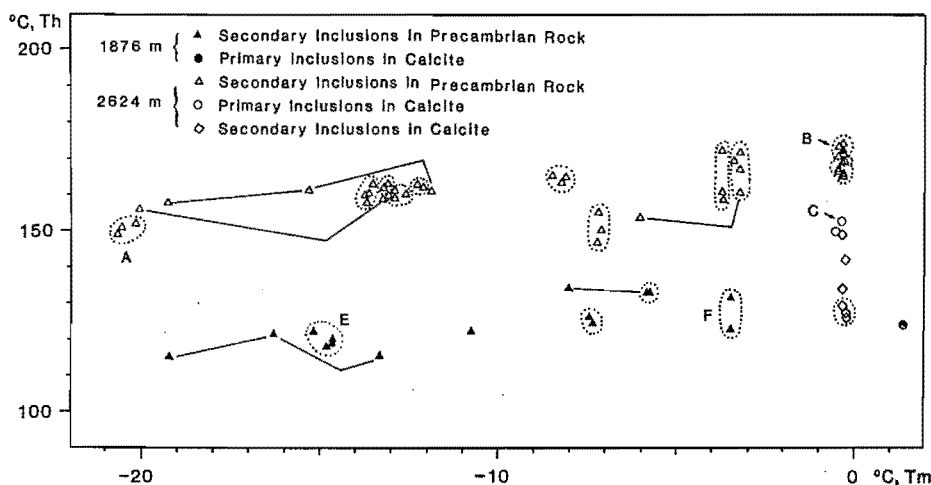 °C, Th
200
150
100
1876 m { ▲ Secondary Inclusions in Precambrian Rock
● Primary Inclusions in Calcite
2624 m { △ Secondary Inclusions in Precambrian Rock
○ Primary Inclusions in Calcite
◇ Secondary Inclusions in Calcite
B
C
A
E
F
−20
−10
0
°C, Tm